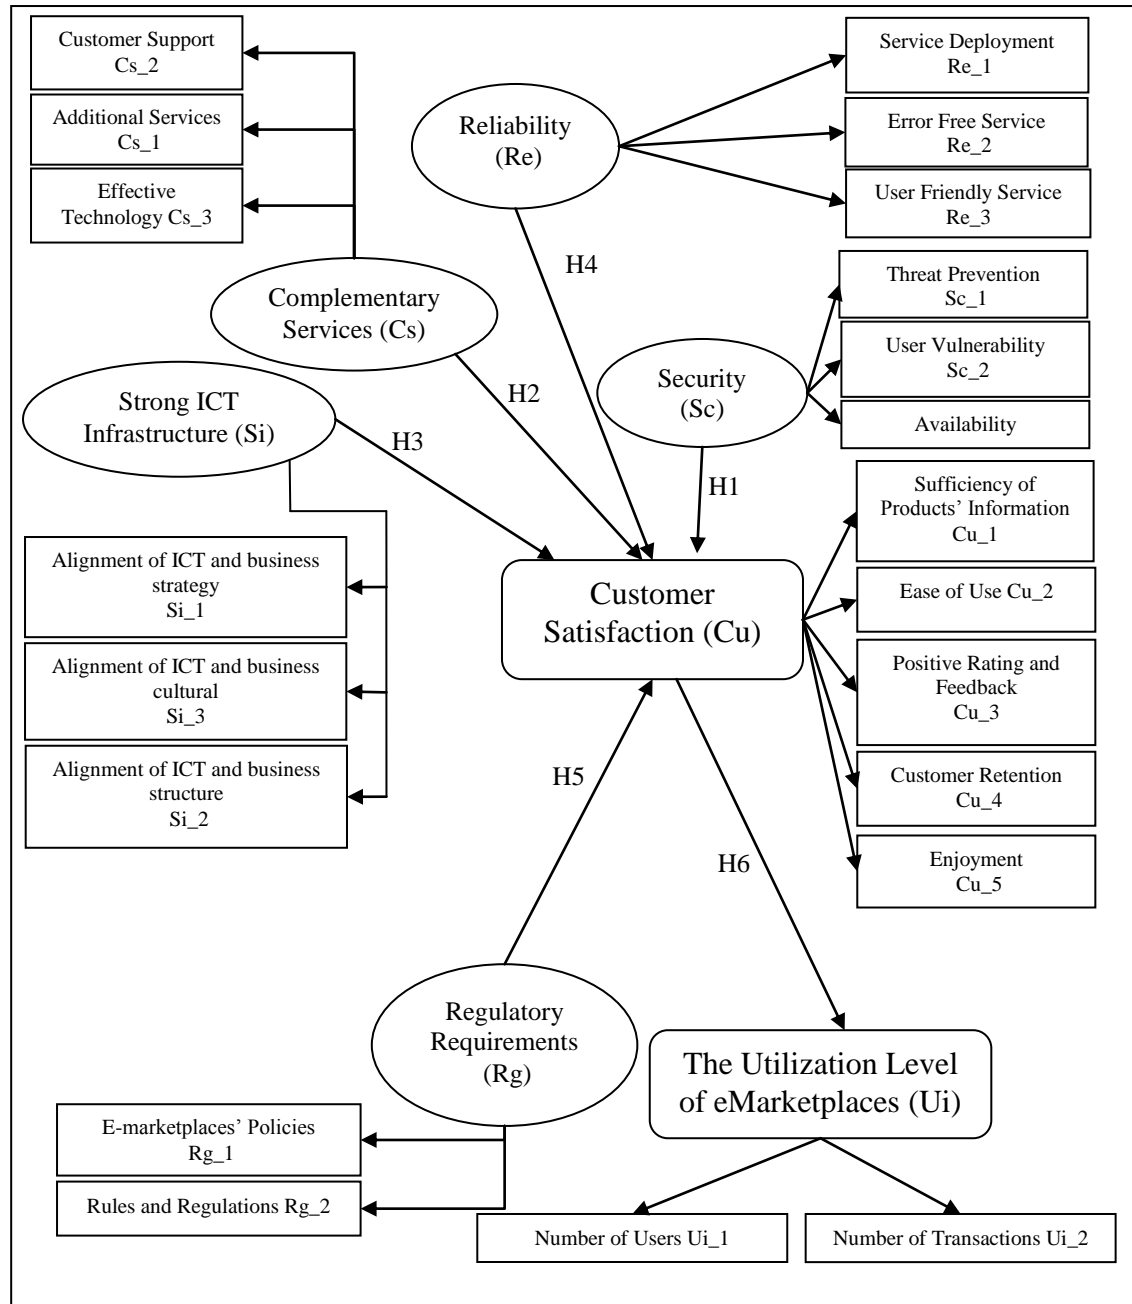 Customer Support
Cs_2
Additional Services
Cs_1
Effective
Technology Cs_3
Complementary
Services (Cs)
Reliability
(Re)
Service Deployment
Re_1
Error Free Service
Re_2
User Friendly Service
Re_3
H4
Threat Prevention
Sc_1
User Vulnerability
Sc_2
Availability
Security
(Sc)
Strong ICT
Infrastructure (Si)
H2
H3
H1
Sufficiency of
Products’ Information
Cu_1
Ease of Use Cu_2
Positive Rating and
Feedback
Cu_3
Customer Retention
Cu_4
Enjoyment
Cu_5
Customer
Satisfaction (Cu)
Alignment of ICT and business
strategy
Si_1
Alignment of ICT and business
cultural
Si_3
Alignment of ICT and business
structure
Si_2
H5
H6
Regulatory
Requirements
(Rg)
The Utilization Level
of eMarketplaces (Ui)
E-marketplaces’ Policies
Rg_1
Rules and Regulations Rg_2
Number of Users Ui_1
Number of Transactions Ui_2